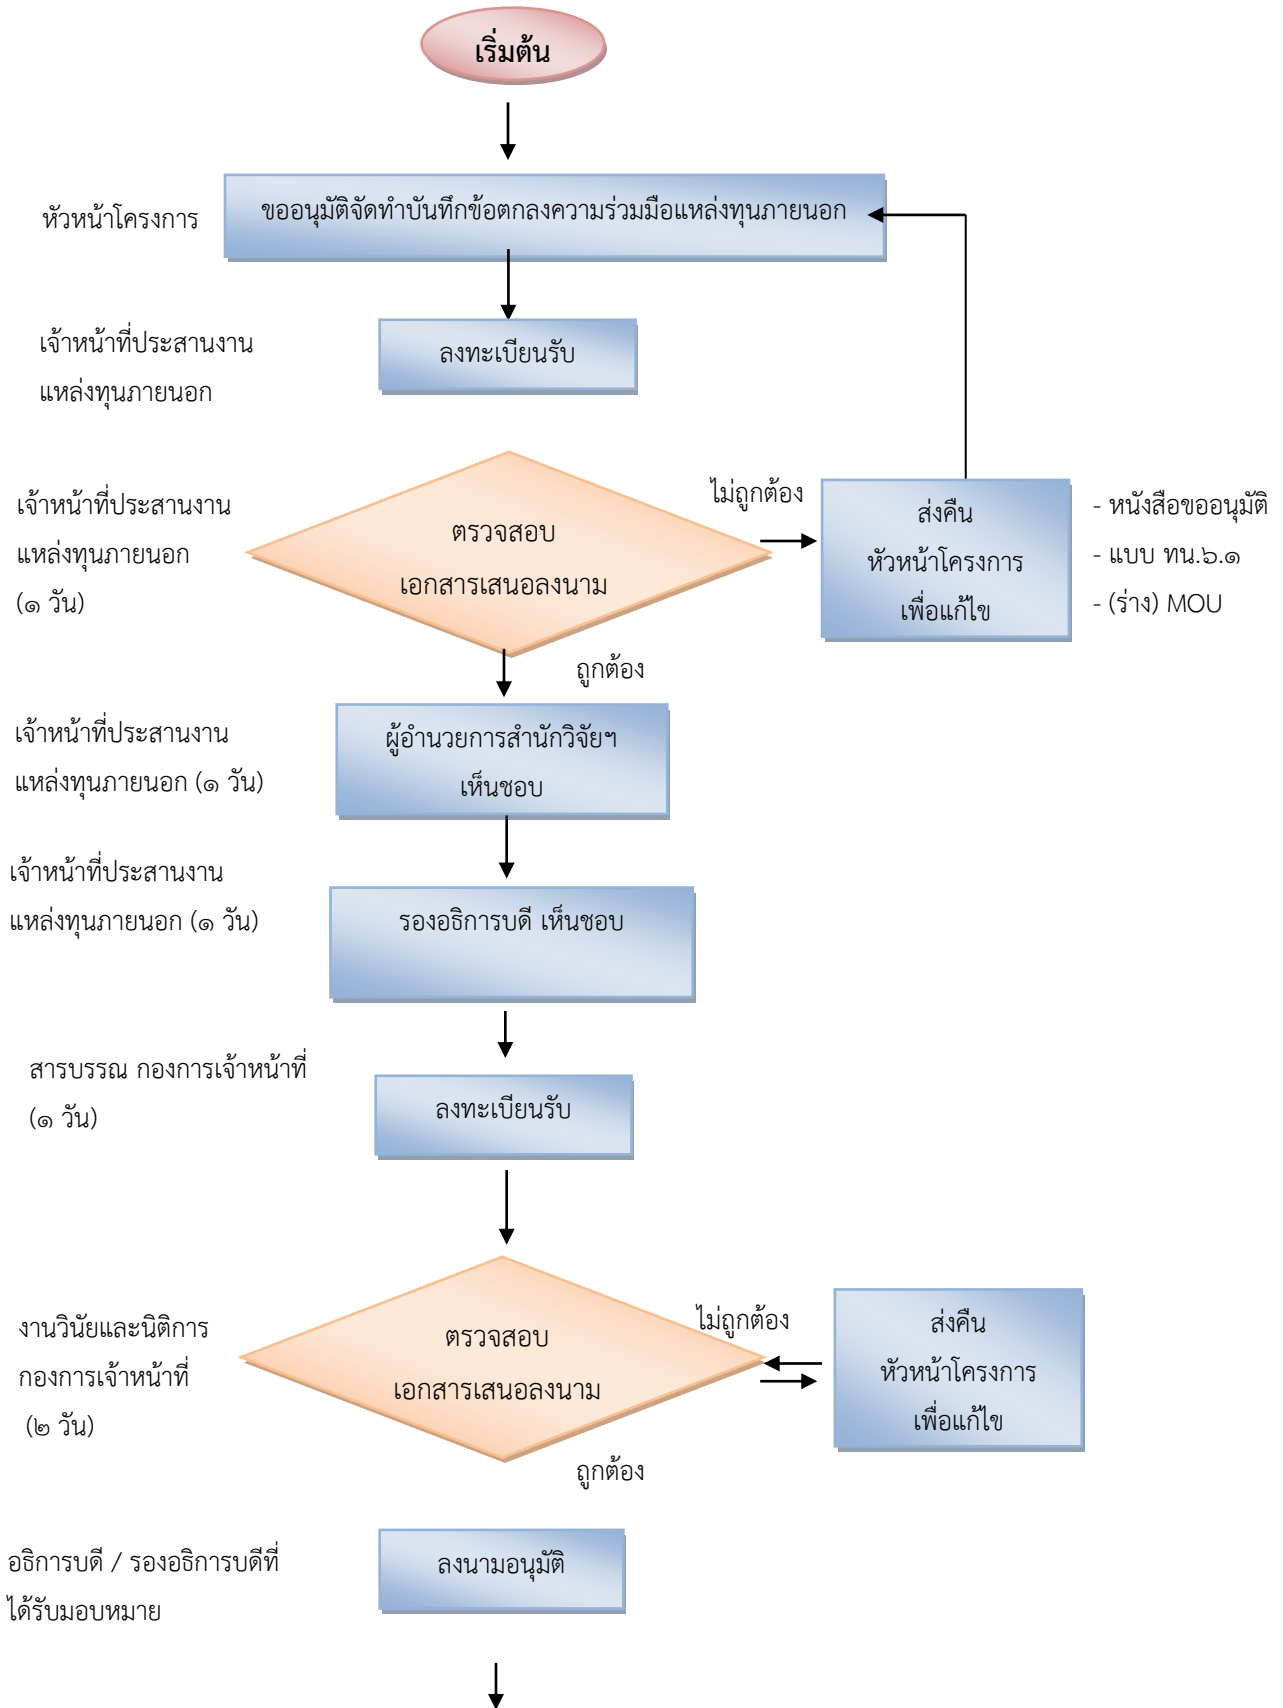 เริ่มต้น
หัวหน้าโครงการ
ขออนุมัติจัดทำบันทึกข้อตกลงความร่วมมือแหล่งทุนภายนอก
เจ้าหน้าที่ประสานงาน
แหล่งทุนภายนอก
ลงทะเบียนรับ
เจ้าหน้าที่ประสานงาน
แหล่งทุนภายนอก
(๑ วัน)
ตรวจสอบ
เอกสารเสนอลงนาม
ไม่ถูกต้อง
ส่งคืน
หัวหน้าโครงการ
เพื่อแก้ไข
- หนังสือขออนุมัติ
- แบบ ทน.๖.๑
- (ร่าง) MOU
ถูกต้อง
เจ้าหน้าที่ประสานงาน
แหล่งทุนภายนอก (๑ วัน)
ผู้อำนวยการสำนักวิจัยฯ
เห็นชอบ
เจ้าหน้าที่ประสานงาน
แหล่งทุนภายนอก (๑ วัน)
รองอธิการบดี เห็นชอบ
สารบรรณ กองการเจ้าหน้าที่
(๑ วัน)
ลงทะเบียนรับ
งานวินัยและนิติการ
กองการเจ้าหน้าที่
(๒ วัน)
ตรวจสอบ
เอกสารเสนอลงนาม
ไม่ถูกต้อง
ส่งคืน
หัวหน้าโครงการ
เพื่อแก้ไข
ถูกต้อง
อธิการบดี / รองอธิการบดีที่
ได้รับมอบหมาย
ลงนามอนุมัติ